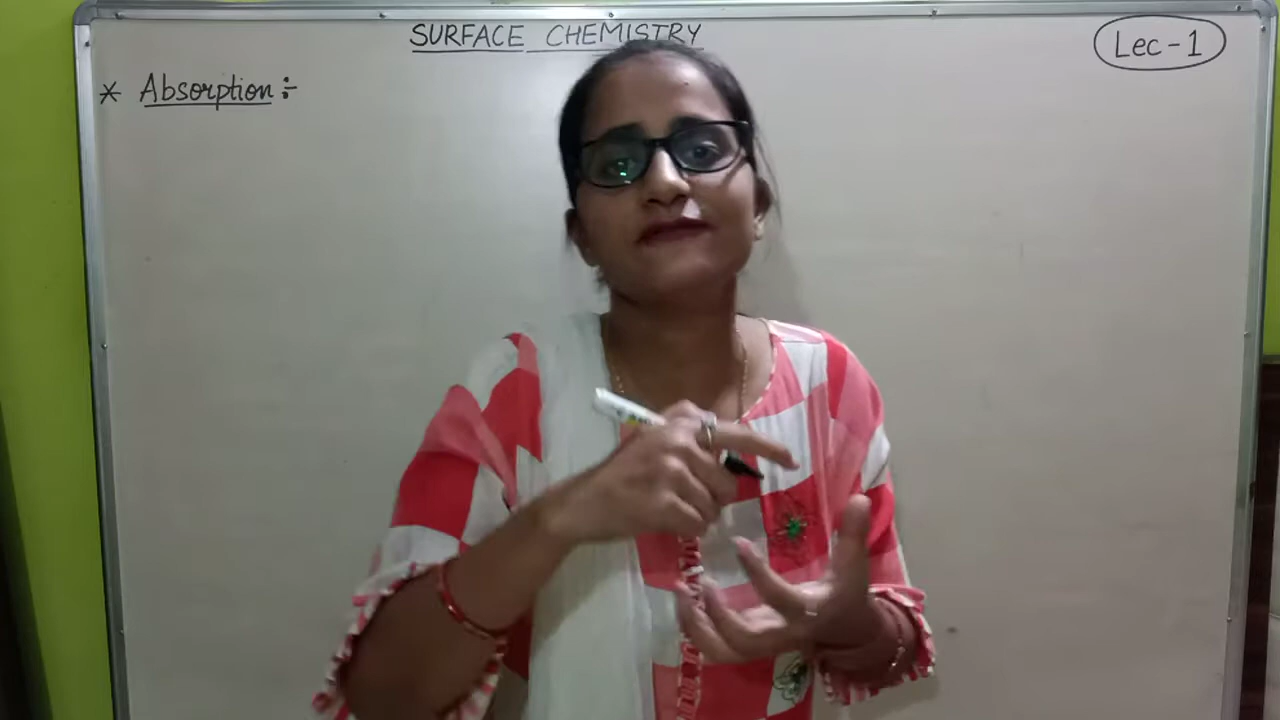 SURFACE CHEMISTRY
Lec-1
* Absorption :-